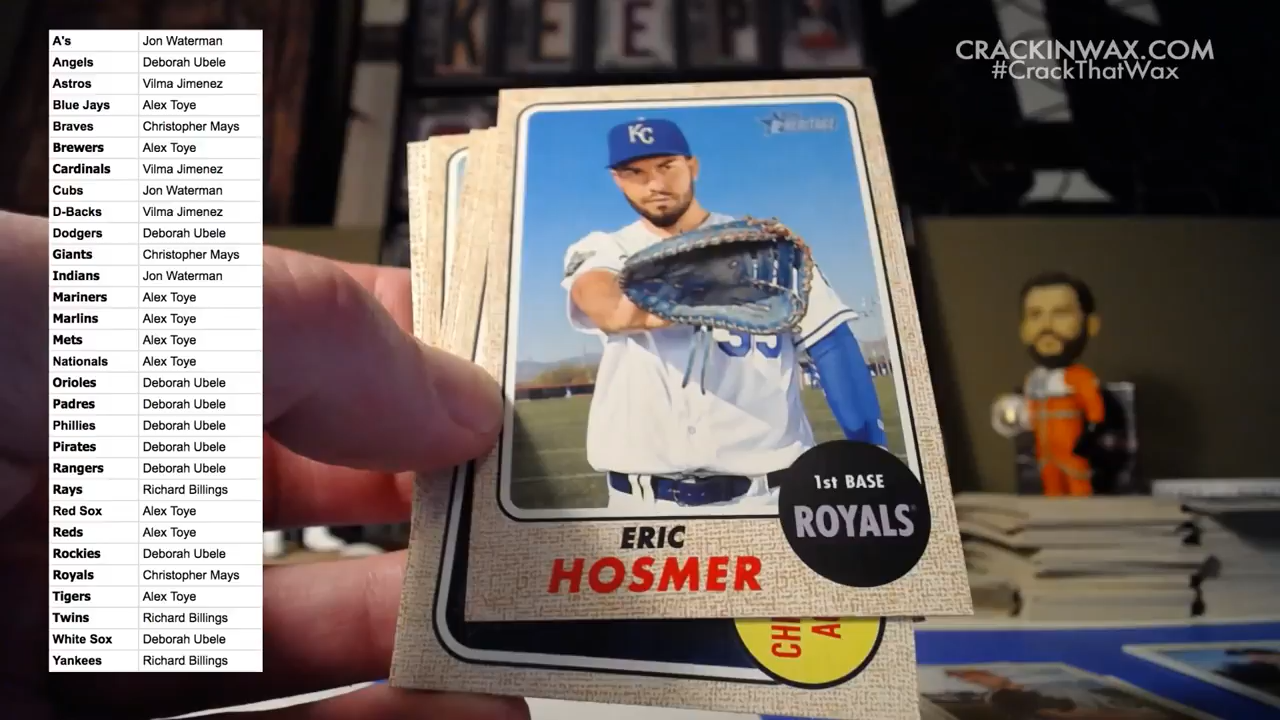 A's Jon Waterman
Angels Deborah Ubele
Astros Vilma Jimenez
Blue Jays Alex Toye
Braves Christopher Mays
Brewers Alex Toye
Cardinals Vilma Jimenez
Cubs Jon Waterman
D-Backs Vilma Jimenez
Dodgers Deborah Ubele
Giants Christopher Mays
Indians Jon Waterman
Mariners Alex Toye
Marlins Alex Toye
Mets Alex Toye
Nationals Alex Toye
Orioles Deborah Ubele
Padres Deborah Ubele
Phillies Deborah Ubele
Pirates Deborah Ubele
Rangers Deborah Ubele
Rays Richard Billings
Red Sox Alex Toye
Reds Alex Toye
Rockies Deborah Ubele
Royals Christopher Mays
Tigers Alex Toye
Twins Richard Billings
White Sox Deborah Ubele
Yankees Richard Billings
KEEP
CRACKINWAX.COM
#CrackThatWax
HERITAGE
KC
35
1st BASE
ROYALS
ERIC
HOSMER
CHI